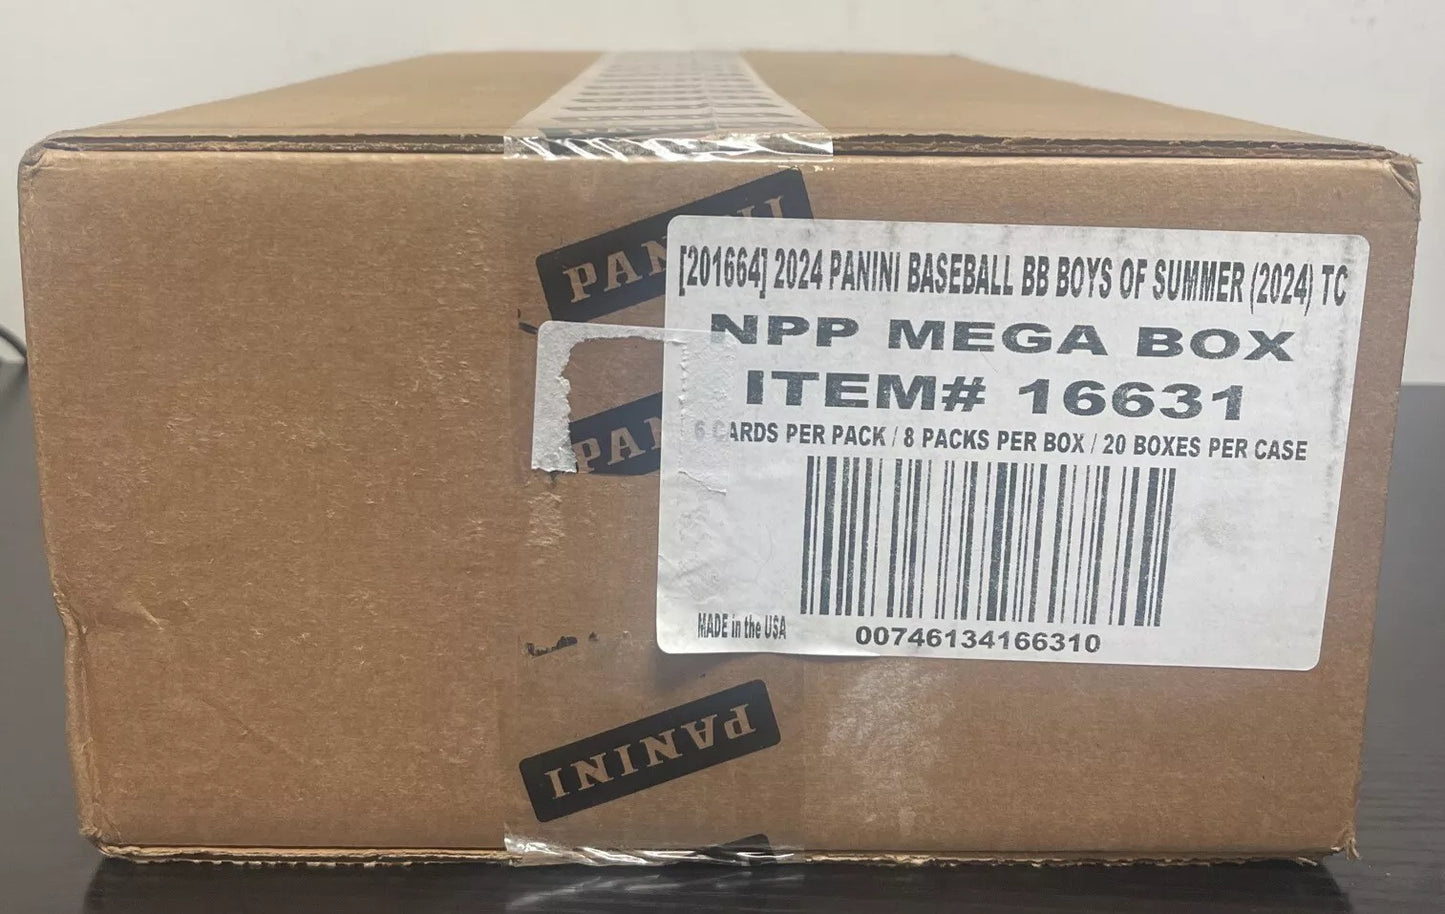 PANINI
[201664] 2024 PANINI BASEBALL BB BOYS OF SUMMER (2024) TC
NPP MEGA BOX
ITEM# 16631
PANI
6 CARDS PER PACK / 8 PACKS PER BOX / 20 BOXES PER CASE
MADE in the USA
00746134166310
PANINI